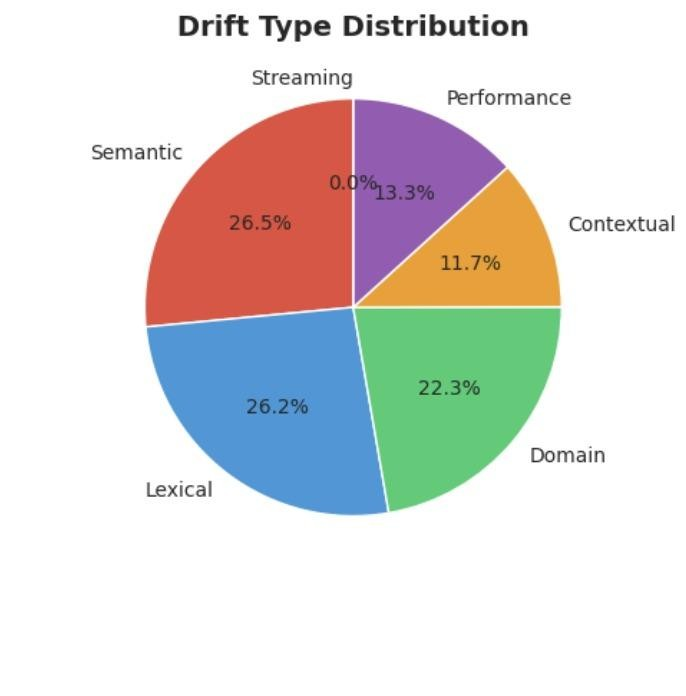 Drift Type Distribution
Streaming
Performance
Semantic
0.0%
13.3%
26.5%
Contextual
11.7%
22.3%
26.2%
Domain
Lexical